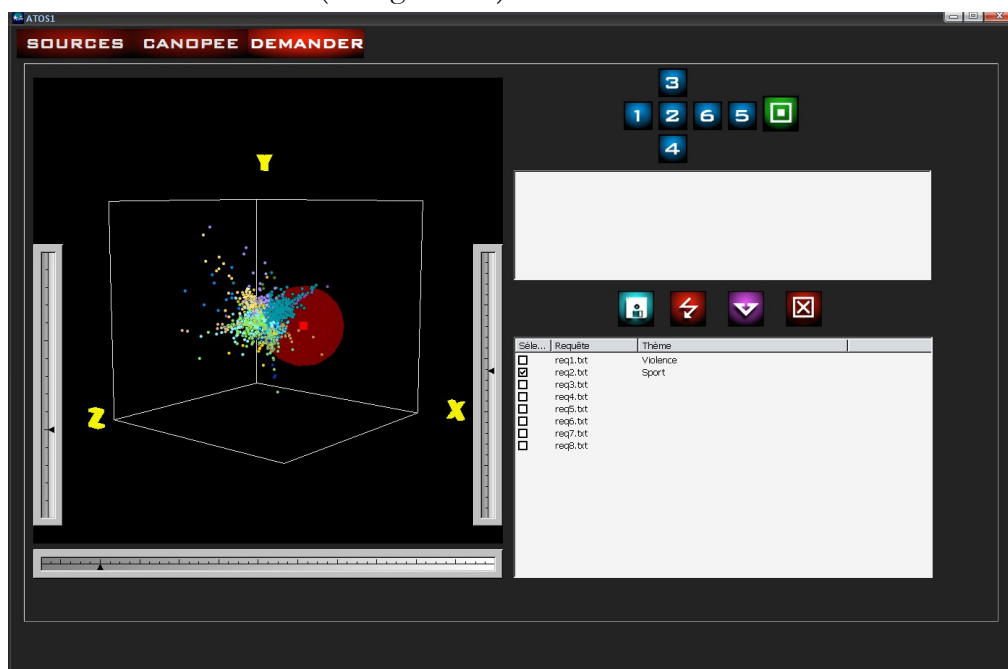 ATOS1
SOURCES CANOPEE DEMANDER
3
1 2 6 5
4
Y
Z
X
Séle... Requête Thème
req1.txt Violence
req2.txt Sport
req3.txt
req4.txt
req5.txt
req6.txt
req7.txt
req8.txt